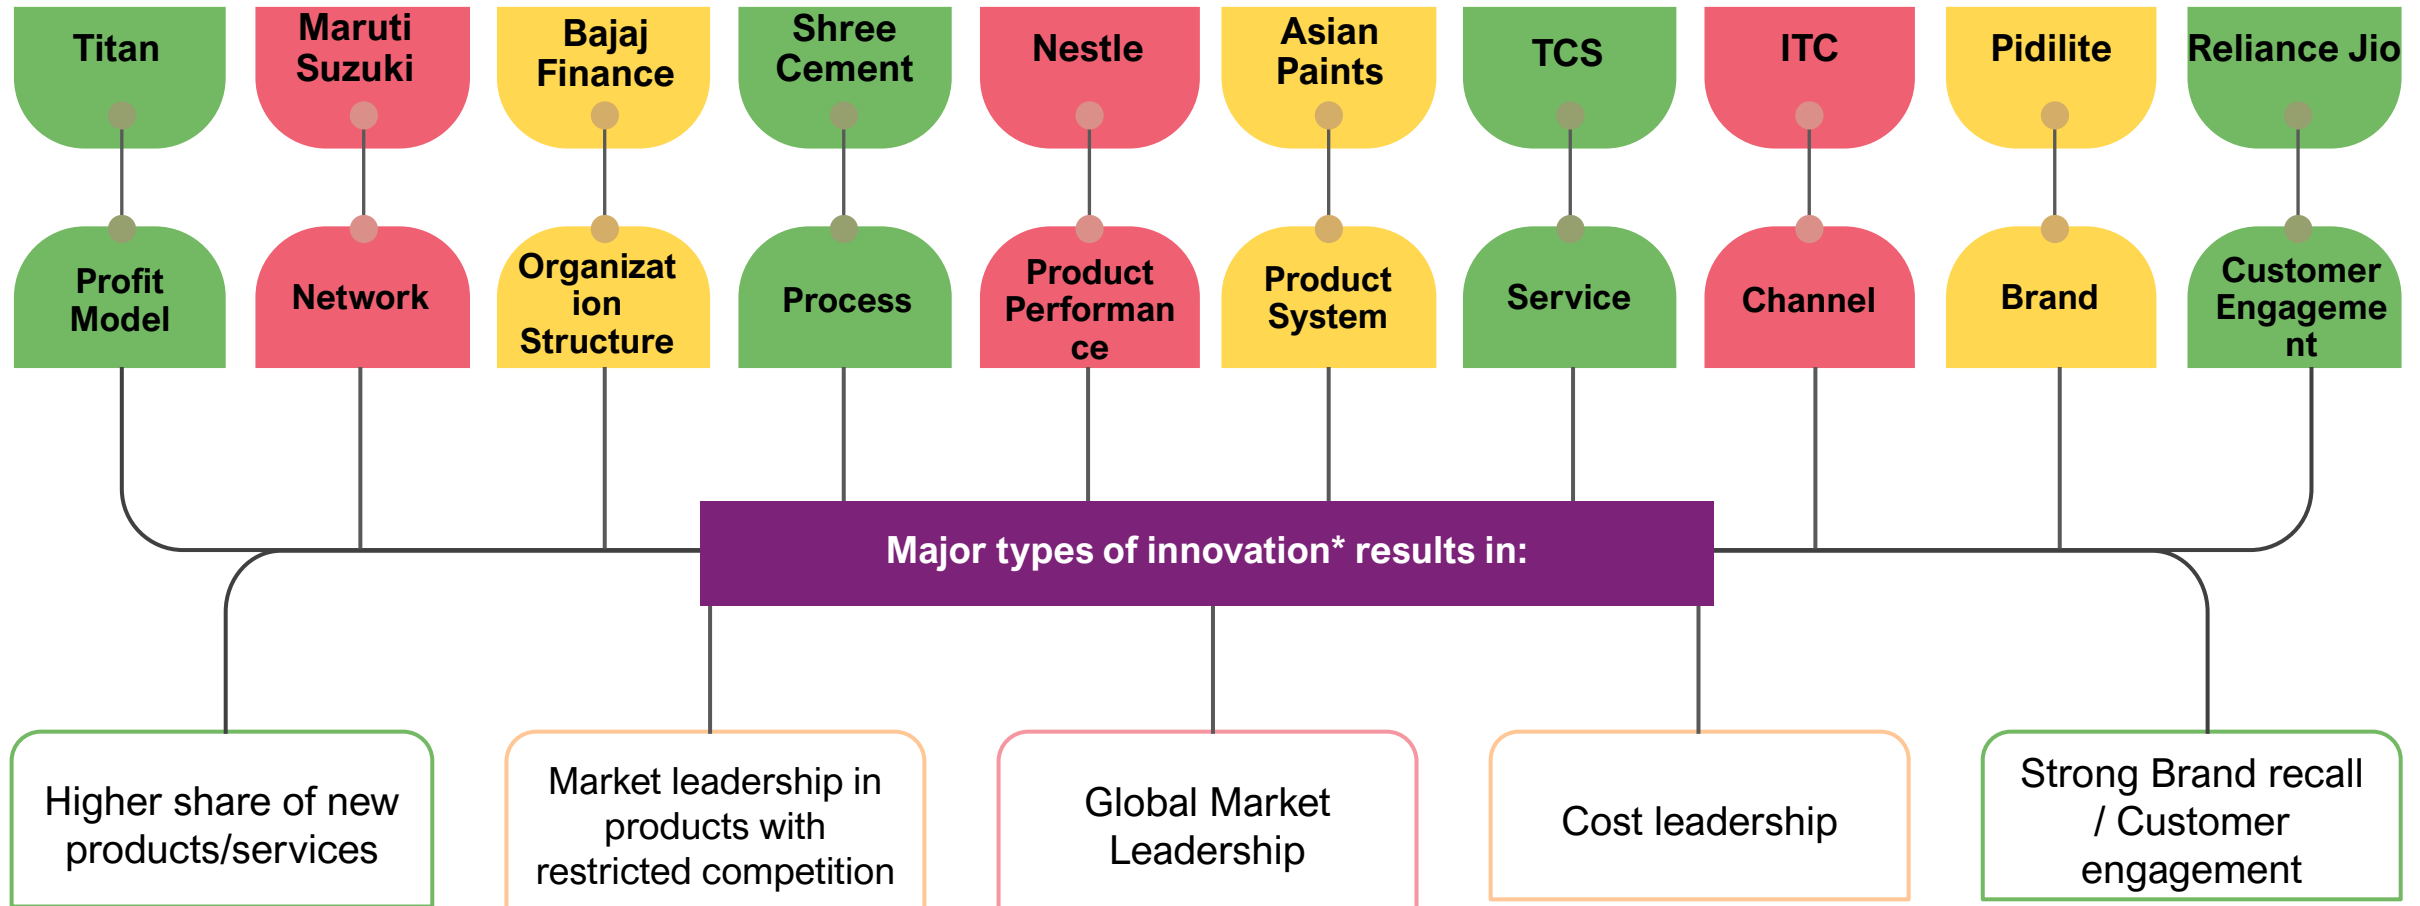 Titan
Maruti
Suzuki
Bajaj
Finance
Shree
Cement
Nestle
Asian
Paints
TCS
ITC
Pidilite
Reliance Jio
Profit
Model
Network
Organizat
ion
Structure
Process
Product
Performan
ce
Product
System
Service
Channel
Brand
Customer
Engageme
nt
Major types of innovation* results in:
Higher share of new
products/services
Market leadership in
products with
restricted competition
Global Market
Leadership
Cost leadership
Strong Brand recall
/ Customer
engagement